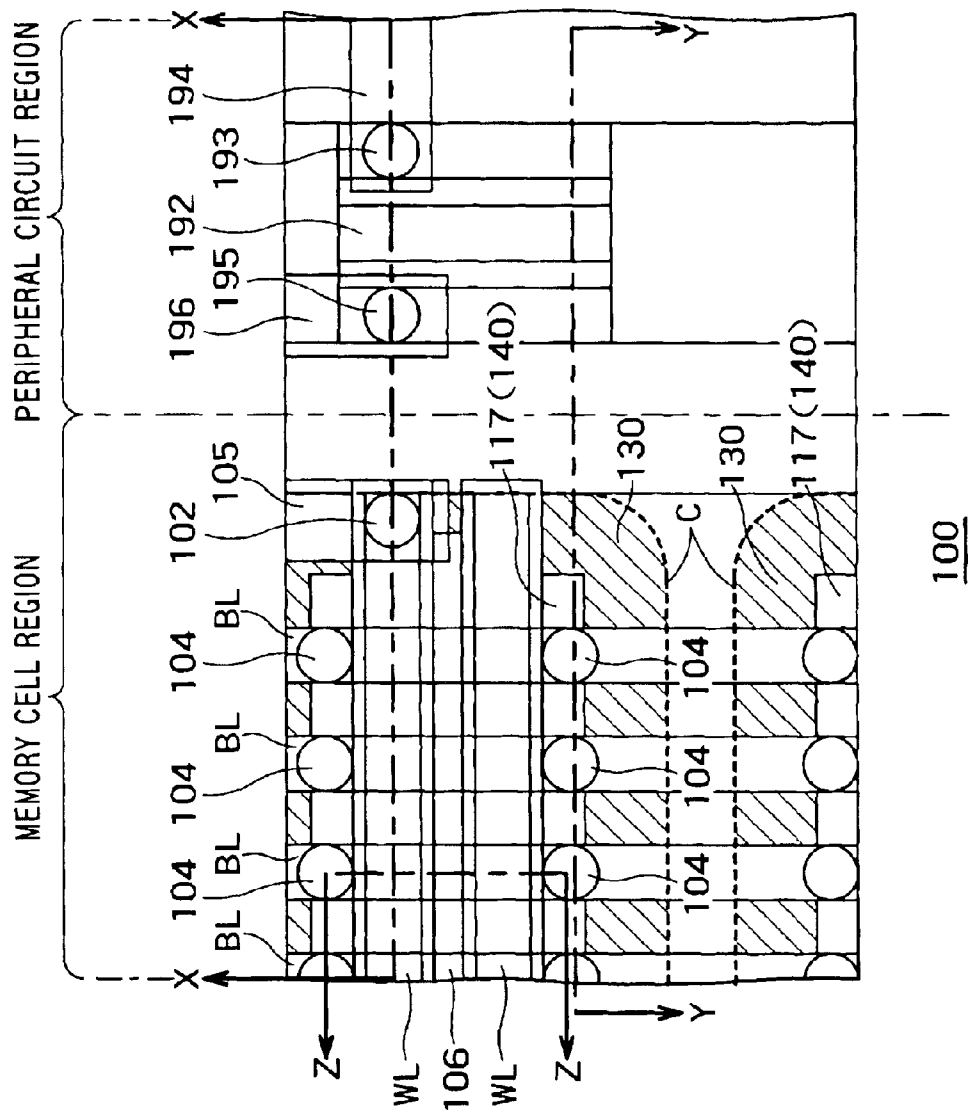 MEMORY CELL REGION
PERIPHERAL CIRCUIT REGION
X
BL
104
BL
104
BL
104
BL
102
105
196
195
192
193
194
X
Z
WL
106
WL
Z
Y
104
104
104
117(140)
130
C
130
117(140)
Y
100